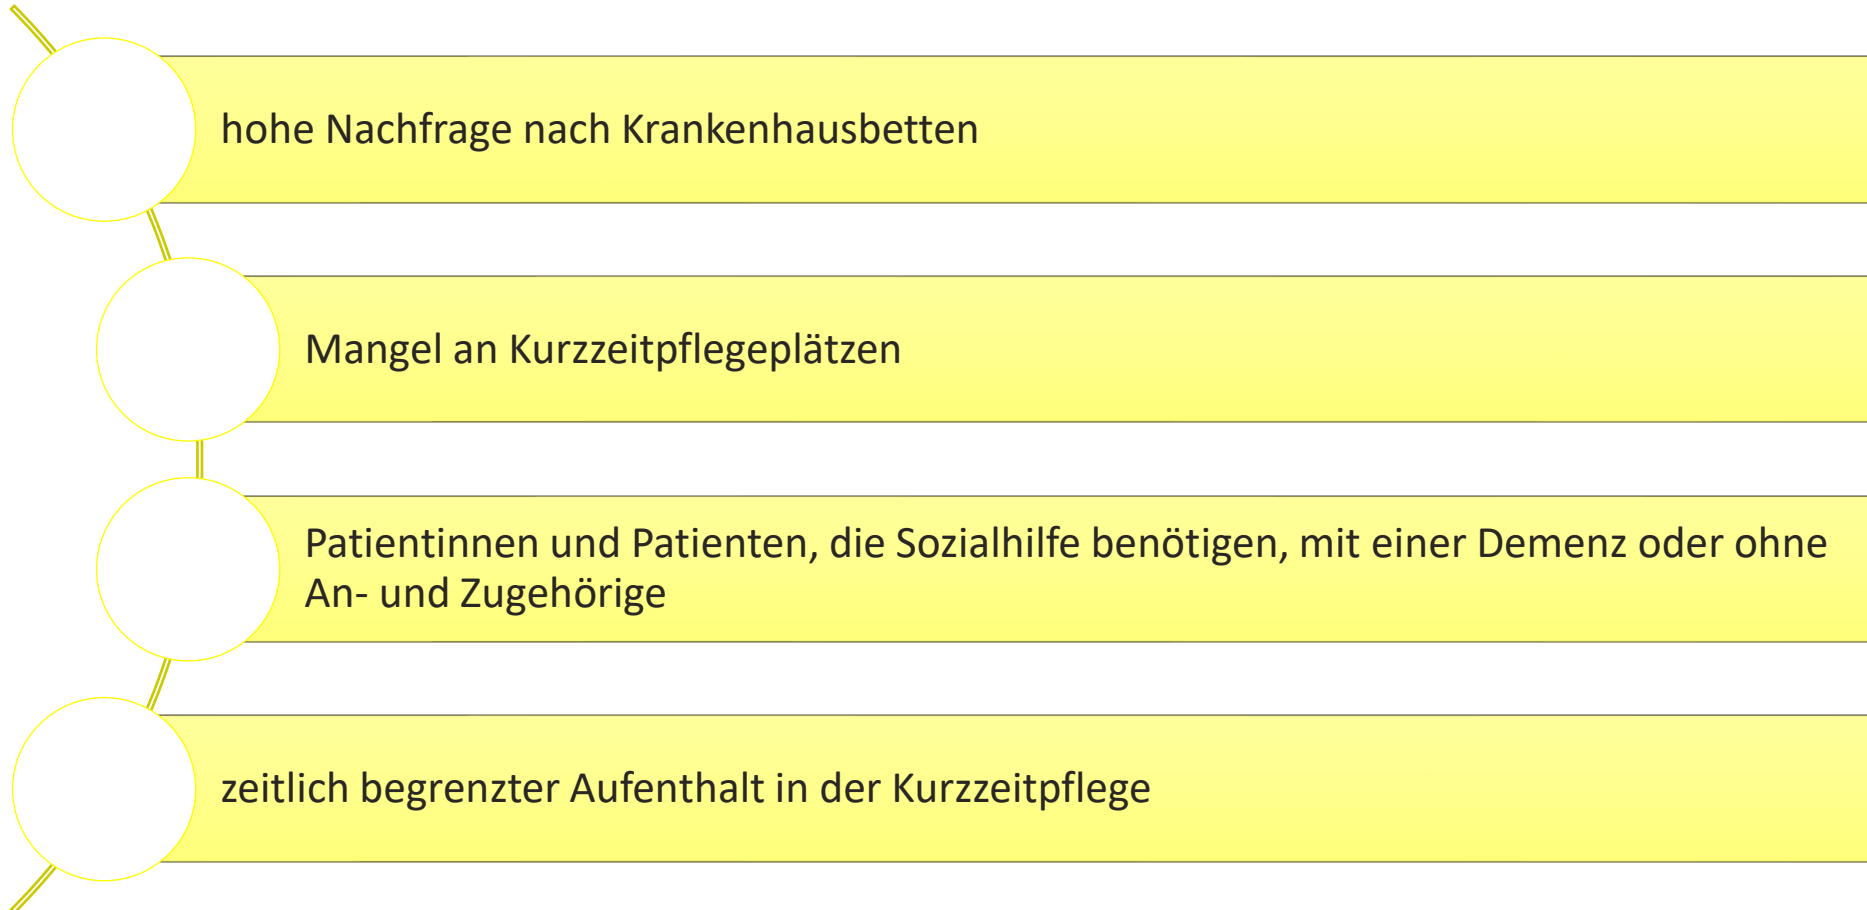 hohe Nachfrage nach Krankenhausbetten
Mangel an Kurzzeitpflegeplätzen
Patientinnen und Patienten, die Sozialhilfe benötigen, mit einer Demenz oder ohne
An- und Zugehörige
zeitlich begrenzter Aufenthalt in der Kurzzeitpflege